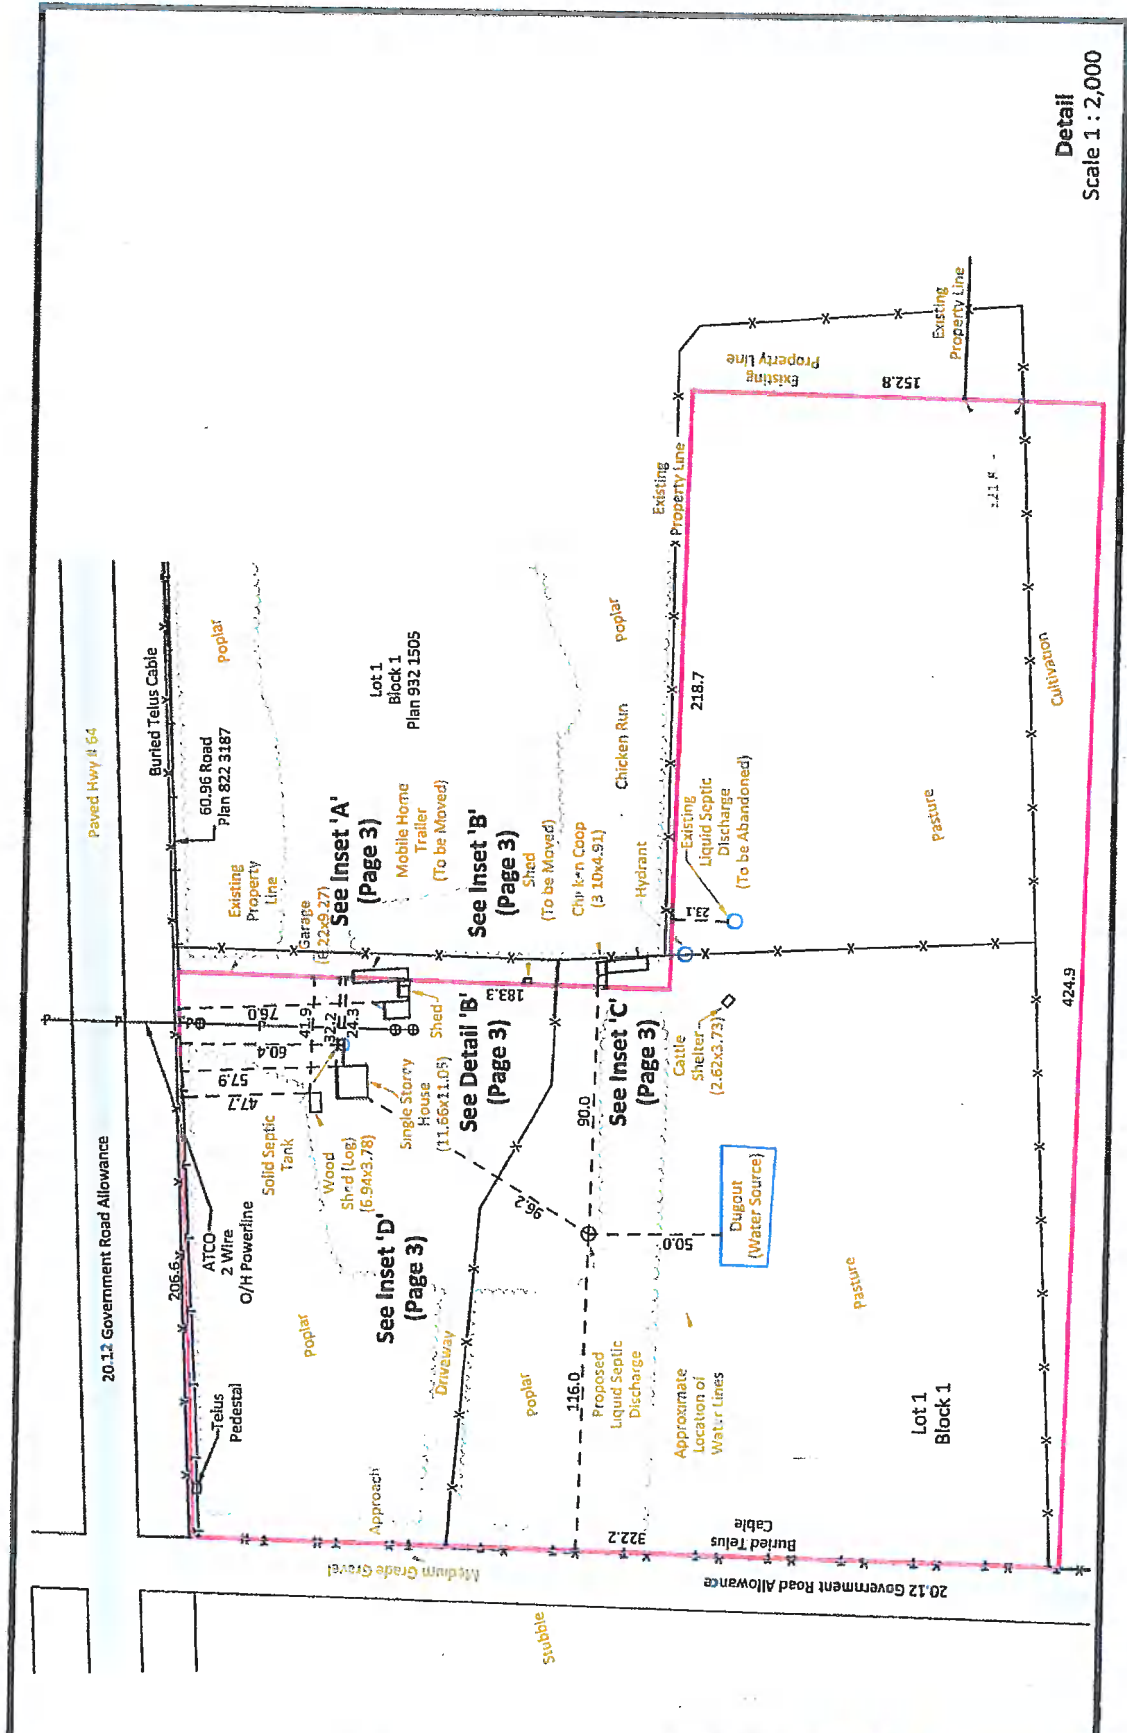 Paved Hwy # 64
20.12 Government Road Allowance
Buried Telus Cable
60.96 Road
Plan 822 3187
206.6
ATCO
2 Wire
O/H Powerline
Telus
Pedestal
Poplar
Existing
Property
Line
Garage
(6.22x9.27)
See Inset 'A'
(Page 3)
Lot 1
Block 1
Plan 932 1505
Mobile Home
Trailer
(To be Moved)
76.0
60.4
57.9
47.7
41.9
32.2
24.3
Solid Septic
Tank
Wood
Shed (Log)
(6.94x3.78)
Single Storey
House
(11.66x11.05)
Shed
See Inset 'D'
(Page 3)
See Detail 'B'
(Page 3)
See Inset 'B'
(Page 3)
Shed
(To be Moved)
183.3
Chicken Coop
(3.10x4.91)
Chicken Run
Poplar
Hydrant
See Inset 'C'
(Page 3)
Poplar
Approach
Driveway
Medium Grade Gravel
Stubble
Poplar
96.2
90.0
116.0
50.0
Proposed
Liquid Septic
Discharge
Dugout
(Water Source)
Cattle
Shelter
(2.62x3.73)
23.1
Existing
Liquid Septic
Discharge
(To be Abandoned)
Approximate
Location of
Water Lines
218.7
Existing
Property Line
Existing
Property Line
152.8
Existing
Property Line
Pasture
Pasture
Cultivation
Lot 1
Block 1
322.2
Buried Telus
Cable
20.12 Government Road Allowance
424.9
Detail
Scale 1 : 2,000